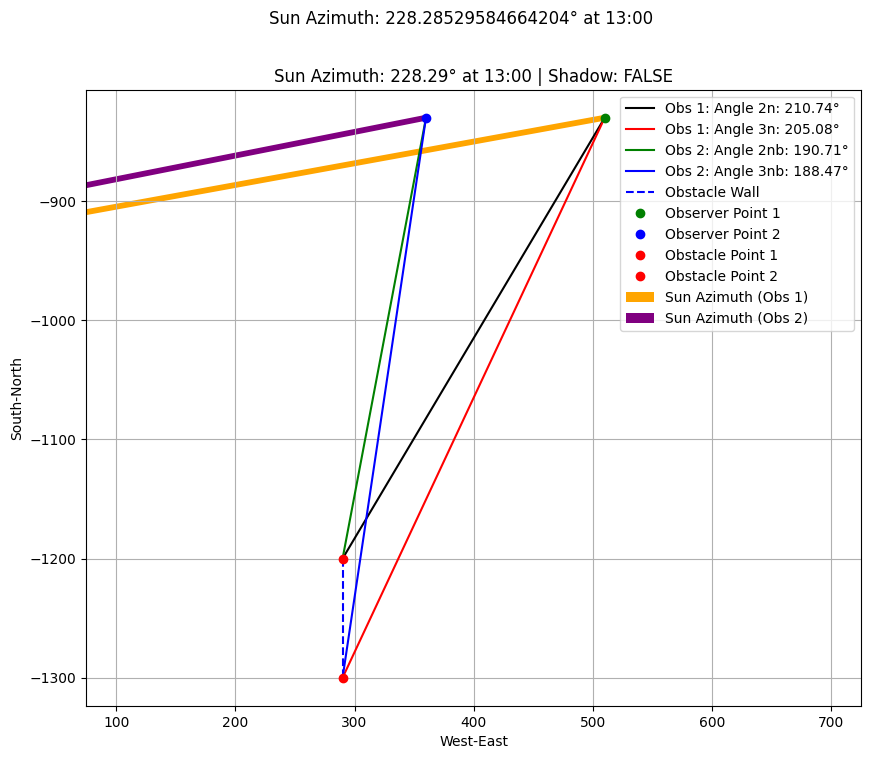 Sun Azimuth: 228.28529584664204° at 13:00
Sun Azimuth: 228.29° at 13:00 | Shadow: FALSE
Obs 1: Angle 2n: 210.74°
Obs 1: Angle 3n: 205.08°
Obs 2: Angle 2nb: 190.71°
Obs 2: Angle 3nb: 188.47°
Obstacle Wall
Observer Point 1
Observer Point 2
Obstacle Point 1
Obstacle Point 2
Sun Azimuth (Obs 1)
Sun Azimuth (Obs 2)
South-North
−900
−1000
−1100
−1200
−1300
100 200 300 400 500 600 700
West-East